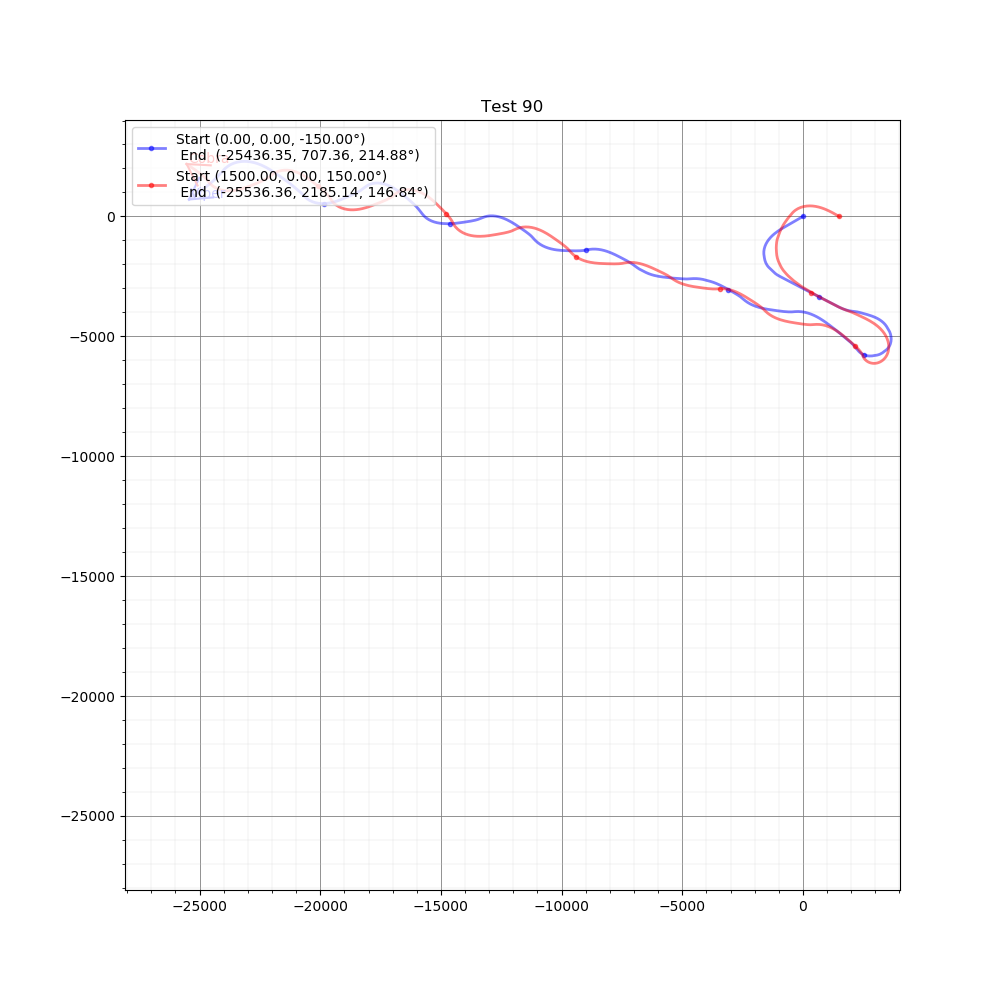 Test 90
Start (0.00, 0.00, -150.00°)
End (-25436.35, 707.36, 214.88°)
Start (1500.00, 0.00, 150.00°)
End (-25536.36, 2185.14, 146.84°)
0
−5000
−10000
−15000
−20000
−25000
−25000 −20000 −15000 −10000 −5000 0